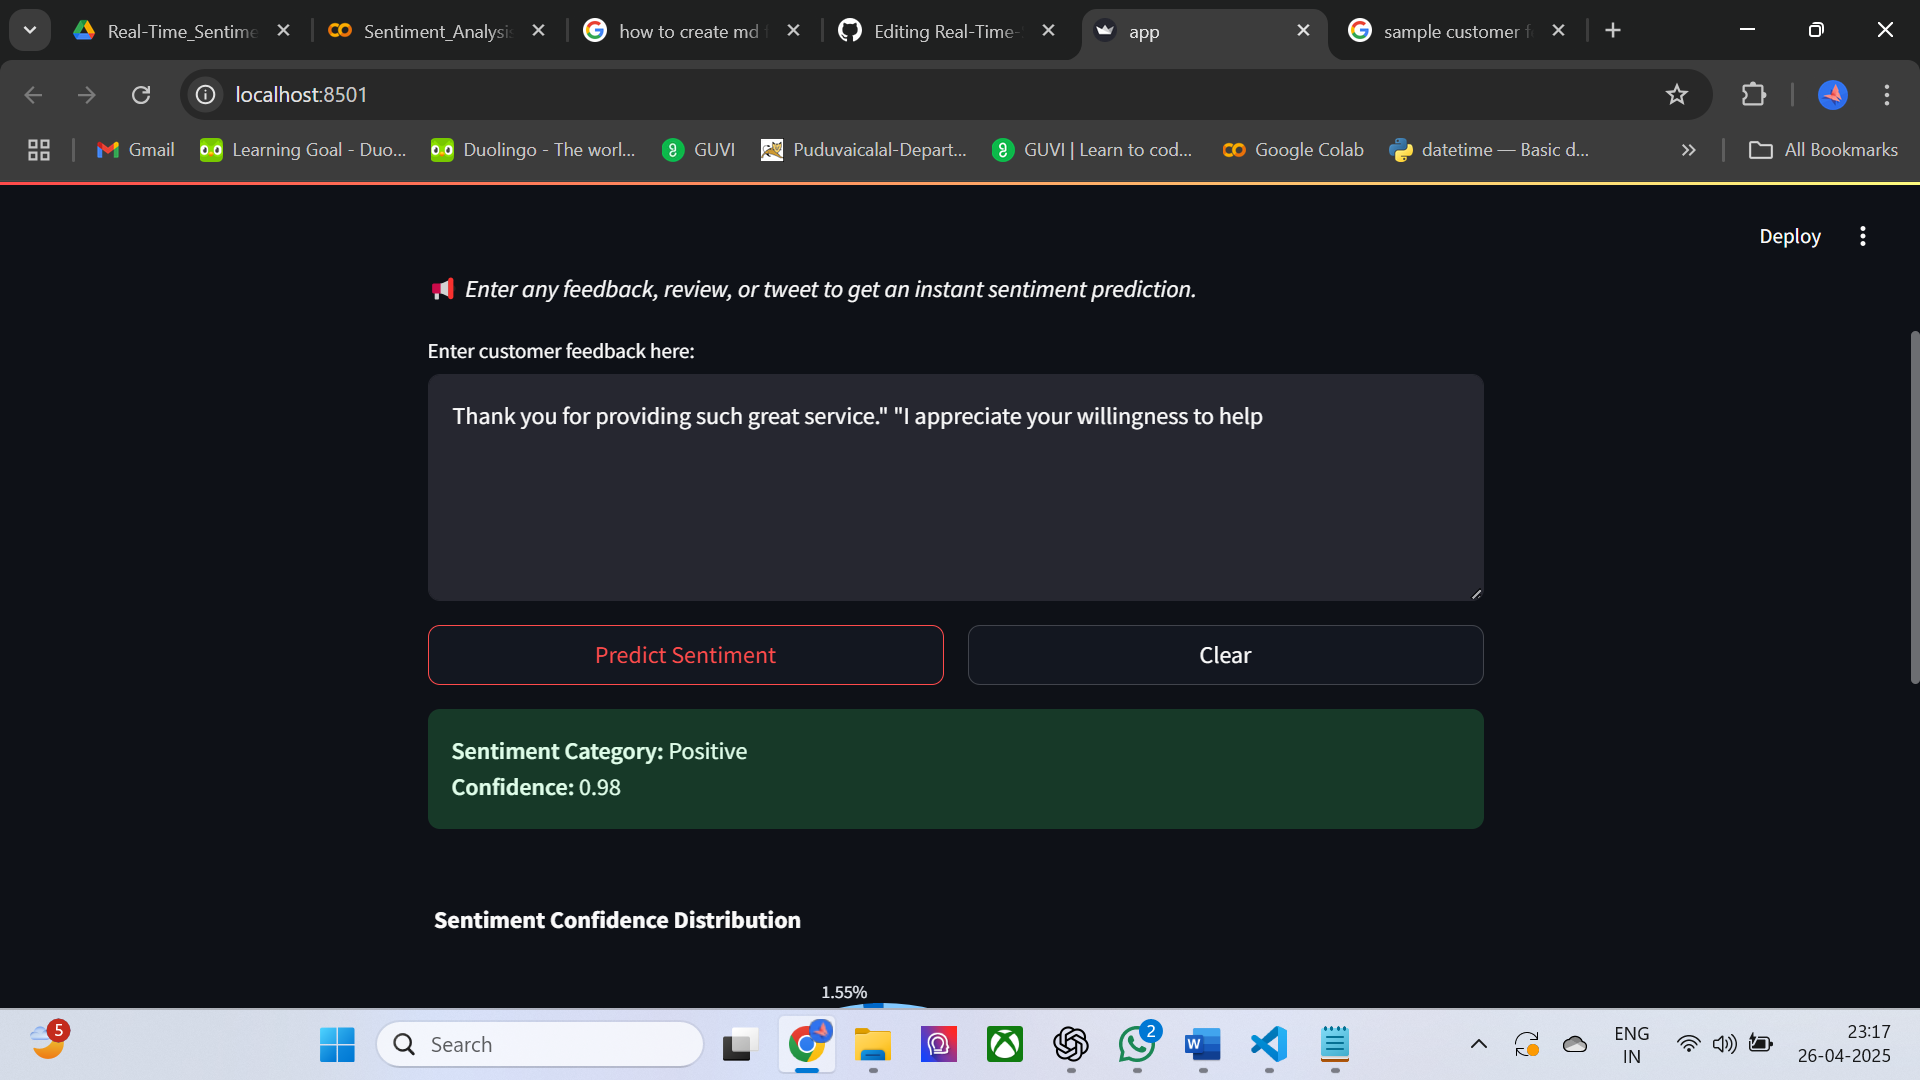 Real-Time_Sentime
Sentiment_Analysis
how to create md f
Editing Real-Time-
app
sample customer f
localhost:8501
Gmail
Learning Goal - Duo...
Duolingo - The worl...
GUVI
Puduvaicalal-Depart...
GUVI | Learn to cod...
Google Colab
datetime — Basic d...
All Bookmarks
Deploy
Enter any feedback, review, or tweet to get an instant sentiment prediction.
Enter customer feedback here:
Thank you for providing such great service." "I appreciate your willingness to help
Predict Sentiment
Clear
Sentiment Category: Positive
Confidence: 0.98
Sentiment Confidence Distribution
1.55%
5
Search
2
W
ENG
IN
23:17
26-04-2025